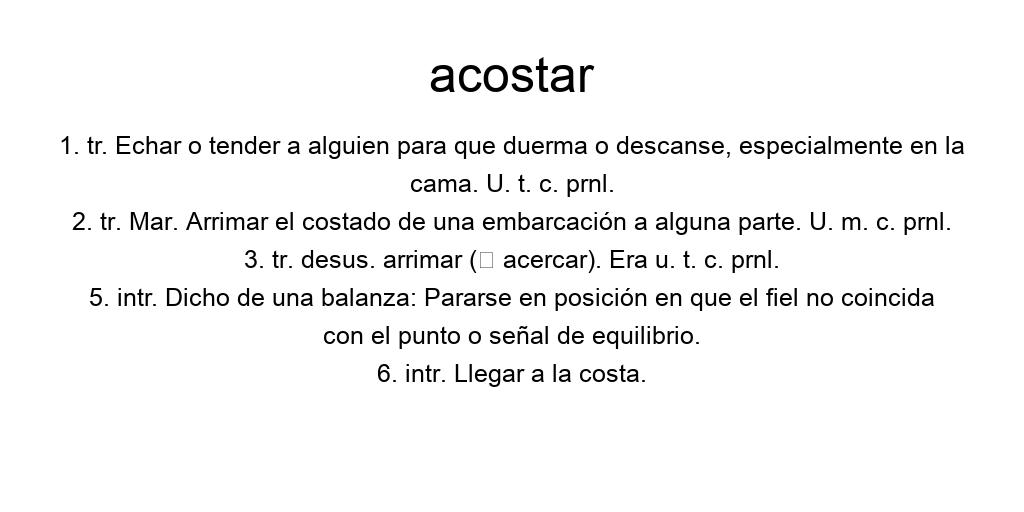 acostar
1. tr. Echar o tender a alguien para que duerma o descanse, especialmente en la
cama. U. t. c. prnl.
2. tr. Mar. Arrimar el costado de una embarcación a alguna parte. U. m. c. prnl.
3. tr. desus. arrimar (□ acercar). Era u. t. c. prnl.
5. intr. Dicho de una balanza: Pararse en posición en que el fiel no coincida
con el punto o señal de equilibrio.
6. intr. Llegar a la costa.